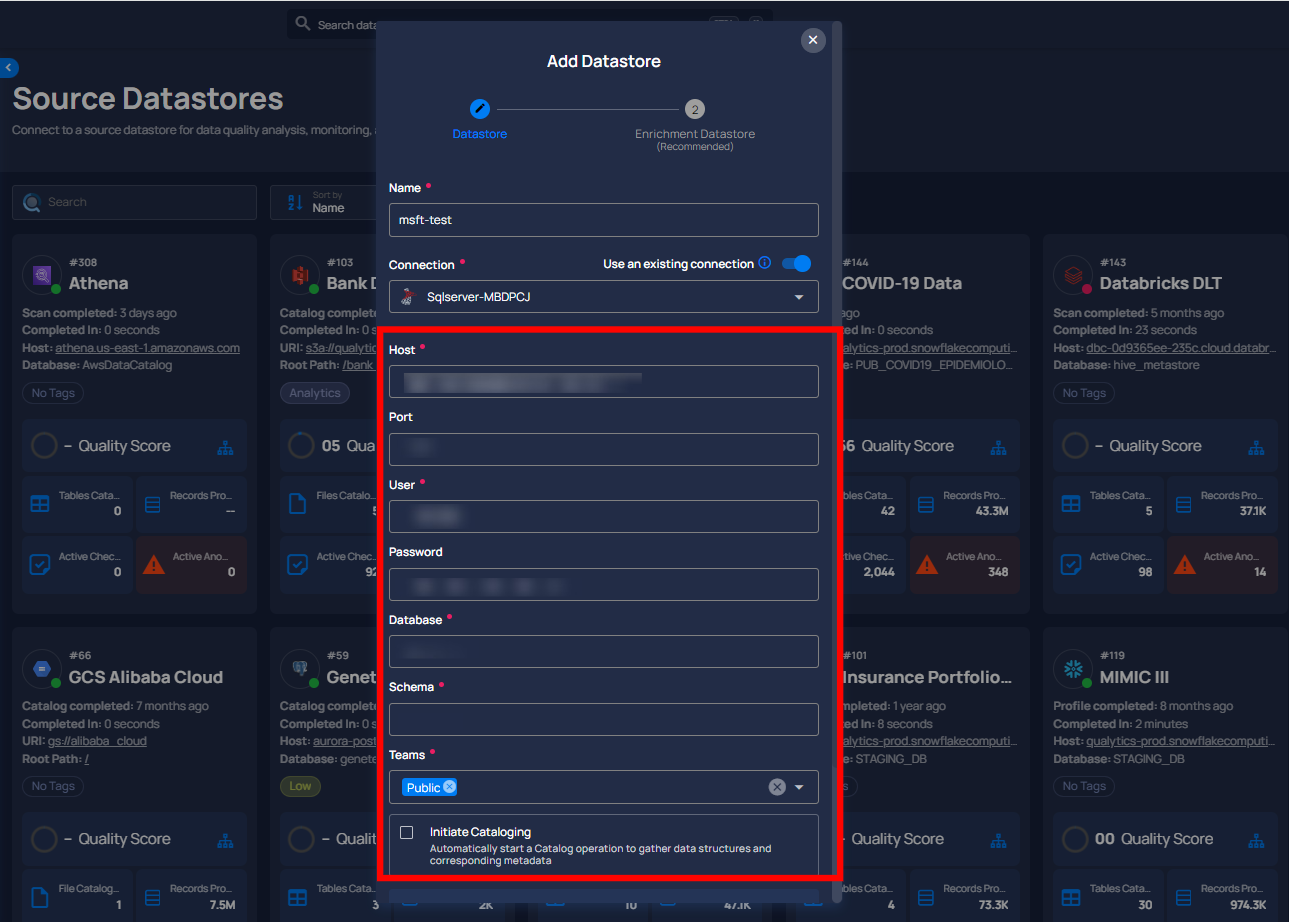 Search data
Add Datastore
Source Datastores
Connect to a source datastore for data quality analysis, monitoring,
2
Datastore
Enrichment Datastore
(Recommended)
Name *
msft-test
Search
Sort by
Name
Connection *
Use an existing connection
Sqlserver-MBDPCJ
Host *
Port
User *
Password
Database *
Schema *
Teams *
Public
Initiate Cataloging
Automatically start a Catalog operation to gather data structures and
corresponding metadata
#308
Athena
Scan completed: 3 days ago
Completed In: 0 seconds
Host: athena.us-east-1.amazonaws.com
Database: AwsDataCatalog
No Tags
– Quality Score
Tables Cata...
0
Records Pro...
--
Active Chec...
0
Active Ano...
0
#103
Bank
Catalog complete
Completed In: 0 s
URI: s3a://qualytic
Root Path: /bank_
Analytics
05 Qua
Files Catalo...
Active Chec...
92
#144
COVID-19 Data
ago
In: 0 seconds
alytics-prod.snowflakecomputi...
e: PUB_COVID19_EPIDEMIOLO...
56 Quality Score
Tables Cata...
42
Records Pro...
43.3M
Active Chec...
2,044
Active Ano...
348
#143
Databricks DLT
Scan completed: 5 months ago
Completed In: 23 seconds
Host: dbc-0d9365ee-235c.cloud.databr...
Database: hive_metastore
No Tags
– Quality Score
Tables Cata...
5
Records Pro...
37.1K
Active Chec...
98
Active Ano...
14
#66
GCS Alibaba Cloud
Catalog completed: 7 months ago
Completed In: 0 seconds
URI: gs://alibaba_cloud
Root Path: /
No Tags
– Quality Score
File Catalog...
1
Records Pro...
7.5M
#59
Genet
Catalog complete
Completed In: 0 s
Host: aurora-post
Database: genete
Low
– Qualit
Tables Cata...
3
2K
10
47.1K
#101
Insurance Portfolio...
mpleted: 1 year ago
In: 8 seconds
alytics-prod.snowflakecomputi...
e: STAGING_DB
Quality Score
Tables Cata...
4
Records Pro...
73.3K
#119
MIMIC III
Profile completed: 8 months ago
Completed In: 2 minutes
Host: qualytics-prod.snowflakecomputi...
Database: STAGING_DB
No Tags
00 Quality Score
Tables Cata...
30
Records Pro...
974.3K